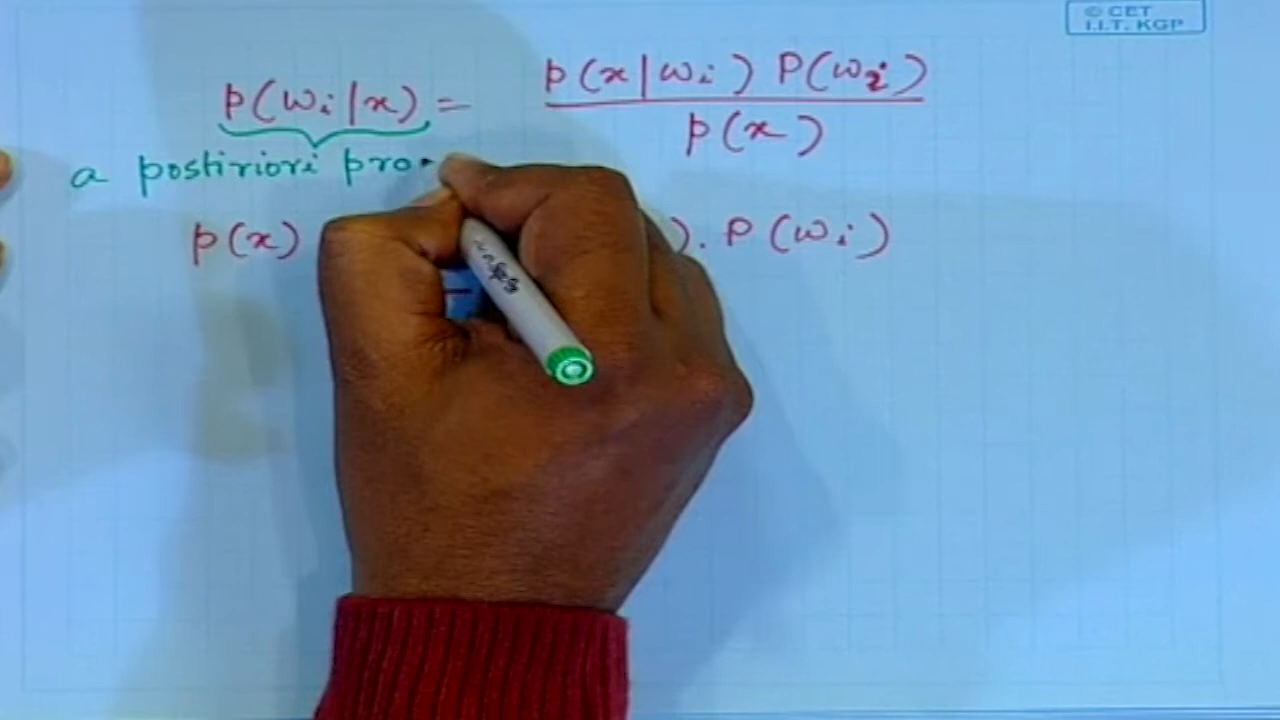 © CET
I.I.T. KGP
p(ωi|x) = p(x|ωi) P(ωi) / p(x)
a postiriori pro
p(x) ). P(ωi)